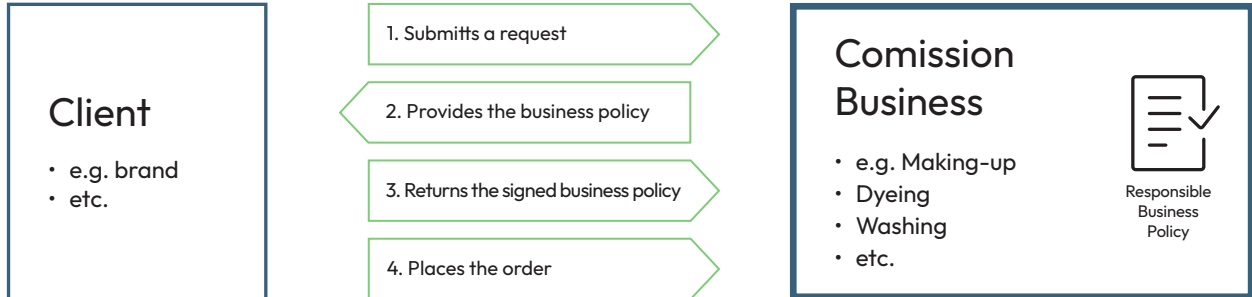 Client
• e.g. brand
• etc.
1. Submitts a request
2. Provides the business policy
3. Returns the signed business policy
4. Places the order
Comission
Business
• e.g. Making-up
• Dyeing
• Washing
• etc.
Responsible
Business
Policy